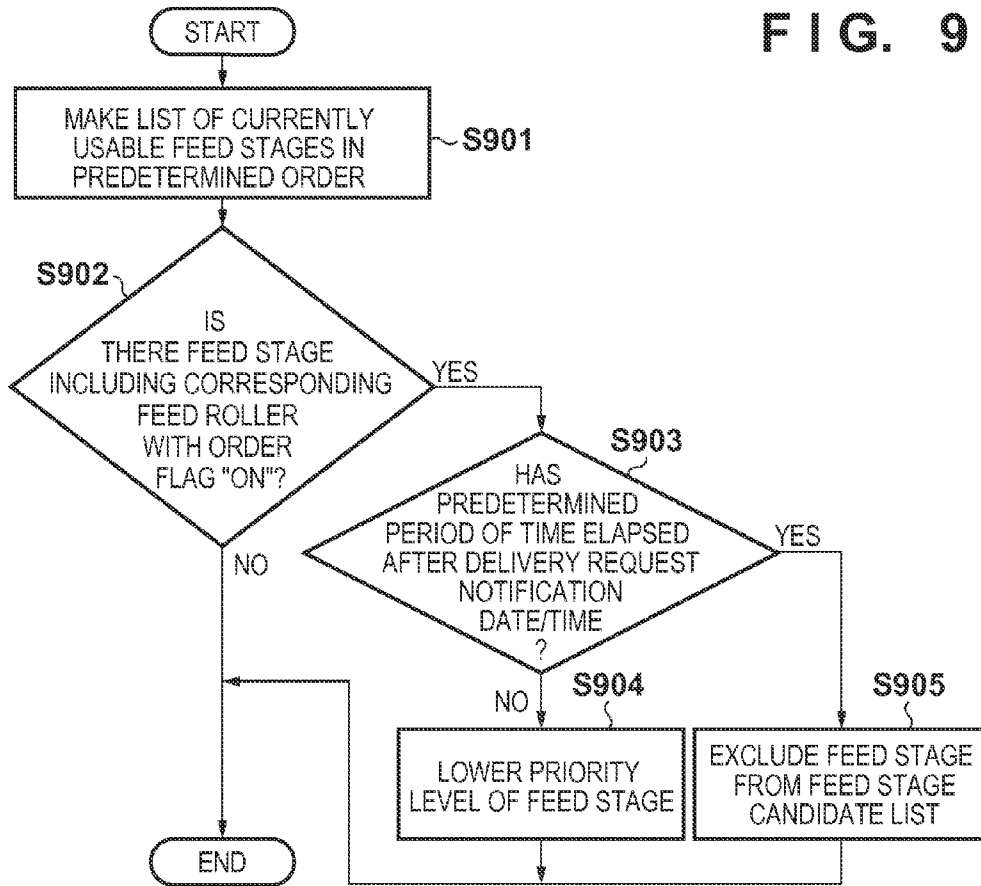 FIG. 9
START
MAKE LIST OF CURRENTLY
USABLE FEED STAGES IN
PREDETERMINED ORDER
S901
S902
IS
THERE FEED STAGE
INCLUDING CORRESPONDING
FEED ROLLER
WITH ORDER
FLAG "ON"?
YES
NO
S903
HAS
PREDETERMINED
PERIOD OF TIME ELAPSED
AFTER DELIVERY REQUEST
NOTIFICATION
DATE/TIME
?
YES
NO
S904
LOWER PRIORITY
LEVEL OF FEED STAGE
S905
EXCLUDE FEED STAGE
FROM FEED STAGE
CANDIDATE LIST
END